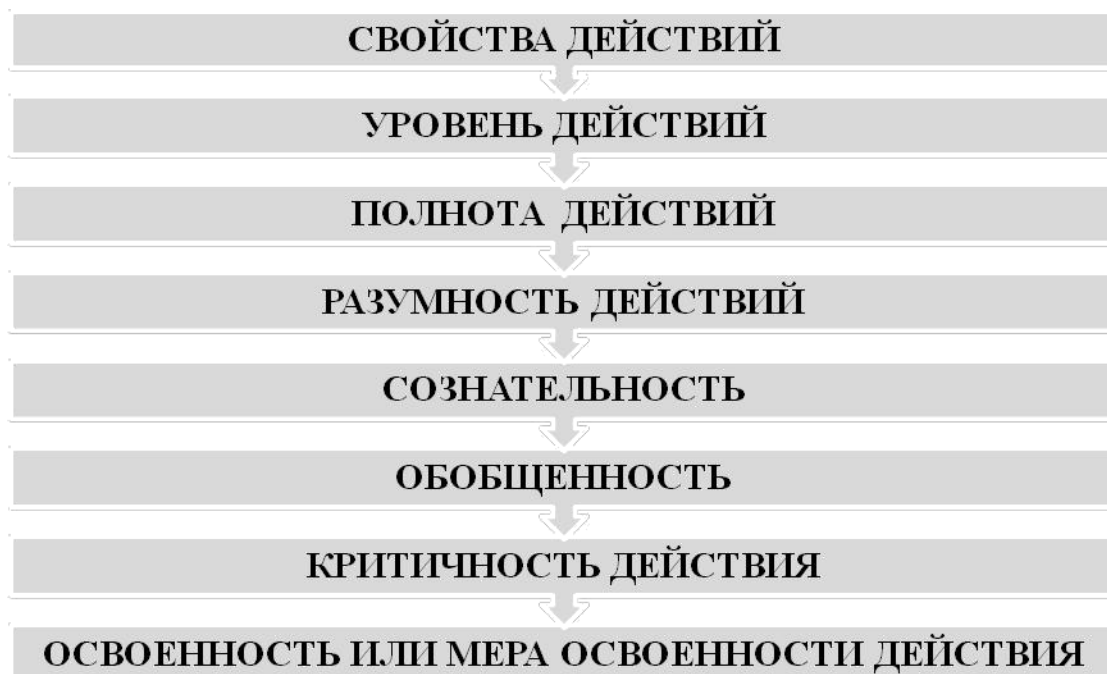 СВОЙСТВА ДЕЙСТВИЙ
УРОВЕНЬ ДЕЙСТВИЙ
ПОЛНОТА ДЕЙСТВИЙ
РАЗУМНОСТЬ ДЕЙСТВИЙ
СОЗНАТЕЛЬНОСТЬ
ОБОБЩЕННОСТЬ
КРИТИЧНОСТЬ ДЕЙСТВИЯ
ОСВОЕННОСТЬ ИЛИ МЕРА ОСВОЕННОСТИ ДЕЙСТВИЯ